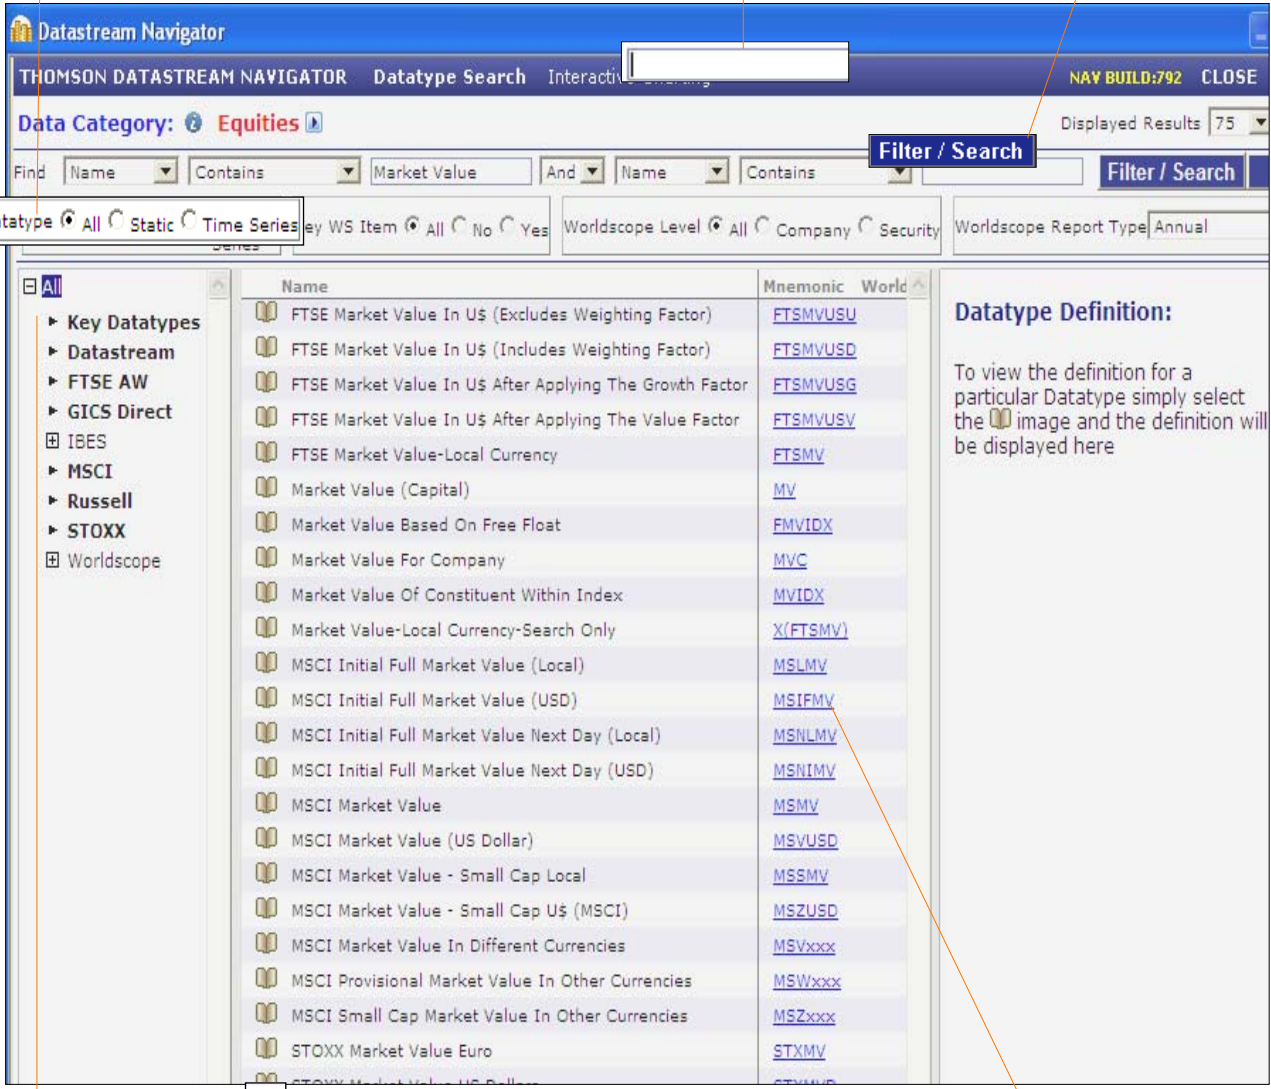 Datastream Navigator
THOMSON DATASTREAM NAVIGATOR Datatype Search Interactiv
NAV BUILD:792 CLOSE
Data Category: Equities
Displayed Results 75
Filter / Search
Find Name Contains Market Value And Name Contains Filter / Search
All Static Time Series
Series
WS Item All No Yes
Worldscope Level All Company Security
Worldscope Report Type Annual
All
Key Datatypes
Datastream
FTSE AW
GICS Direct
IBES
MSCI
Russell
STOXX
Worldscope
Name Mnemonic World
FTSE Market Value In U$ (Excludes Weighting Factor) FTSMVUSU
FTSE Market Value In U$ (Includes Weighting Factor) FTSMVUSD
FTSE Market Value In U$ After Applying The Growth Factor FTSMVUSG
FTSE Market Value In U$ After Applying The Value Factor FTSMVUSV
FTSE Market Value-Local Currency FTSMV
Market Value (Capital) MV
Market Value Based On Free Float FMVIDX
Market Value For Company MVC
Market Value Of Constituent Within Index MVIDX
Market Value-Local Currency-Search Only X(FTSMV)
MSCI Initial Full Market Value (Local) MSLMV
MSCI Initial Full Market Value (USD) MSIFMV
MSCI Initial Full Market Value Next Day (Local) MSNLMV
MSCI Initial Full Market Value Next Day (USD) MSNIMV
MSCI Market Value MSMV
MSCI Market Value (US Dollar) MSVUSD
MSCI Market Value - Small Cap Local MSSMV
MSCI Market Value - Small Cap U$ (MSCI) MSZUSD
MSCI Market Value In Different Currencies MSVxxx
MSCI Provisional Market Value In Other Currencies MSWxxx
MSCI Small Cap Market Value In Other Currencies MSZxxx
STOXX Market Value Euro STXMV
Datatype Definition:
To view the definition for a
particular Datatype simply select
the image and the definition will
be displayed here